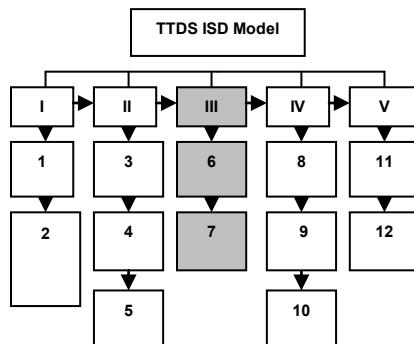 TTDS ISD Model
I II III IV V
1 3 6 8 11
2 4 7 9 12
5 10